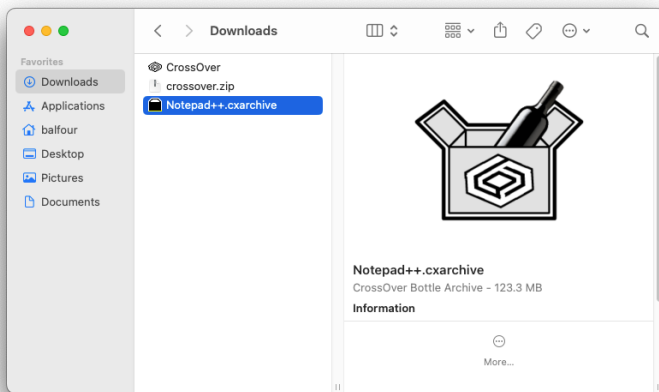 Downloads
Favorites
Downloads
Applications
balfour
Desktop
Pictures
Documents
CrossOver
crossover.zip
Notepad++.cxarchive
Notepad++.cxarchive
CrossOver Bottle Archive - 123.3 MB
Information
More...